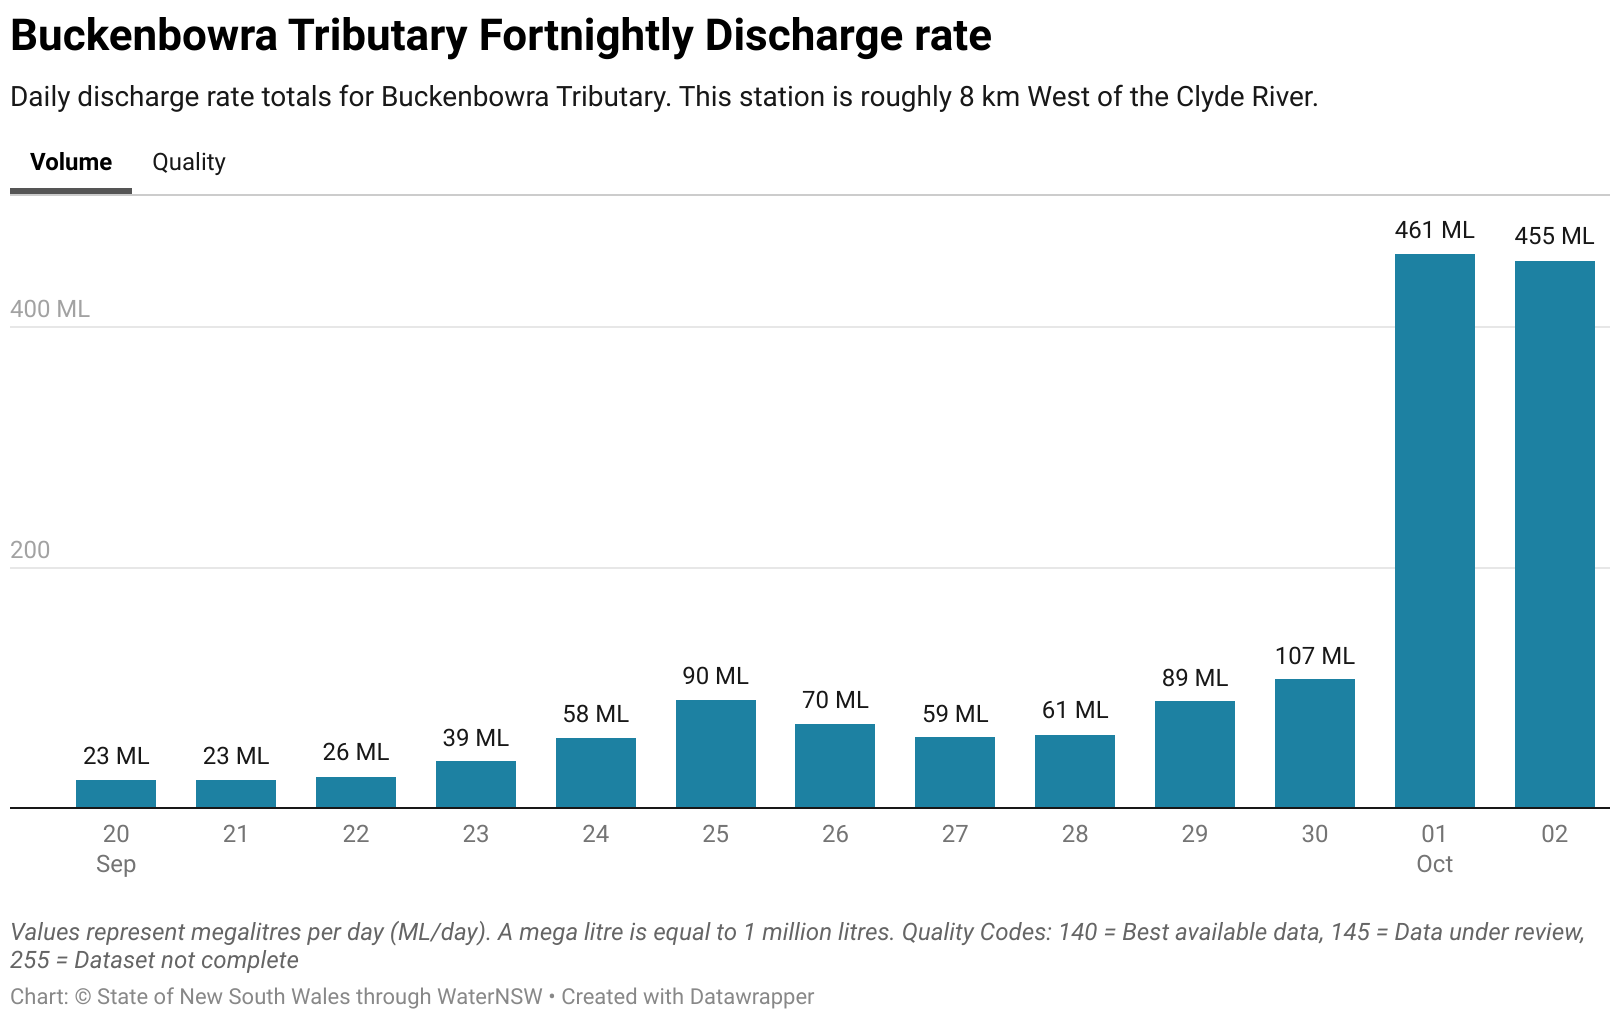 Buckenbowra Tributary Fortnightly Discharge rate
Daily discharge rate totals for Buckenbowra Tributary. This station is roughly 8 km West of the Clyde River.
Volume Quality
461 ML
455 ML
400 ML
200
107 ML
90 ML
89 ML
70 ML
61 ML
59 ML
58 ML
39 ML
26 ML
23 ML 23 ML
20 21 22 23 24 25 26 27 28 29 30 01 02
Sep Oct
Values represent megalitres per day (ML/day). A mega litre is equal to 1 million litres. Quality Codes: 140 = Best available data, 145 = Data under review,
255 = Dataset not complete
Chart: © State of New South Wales through WaterNSW • Created with Datawrapper